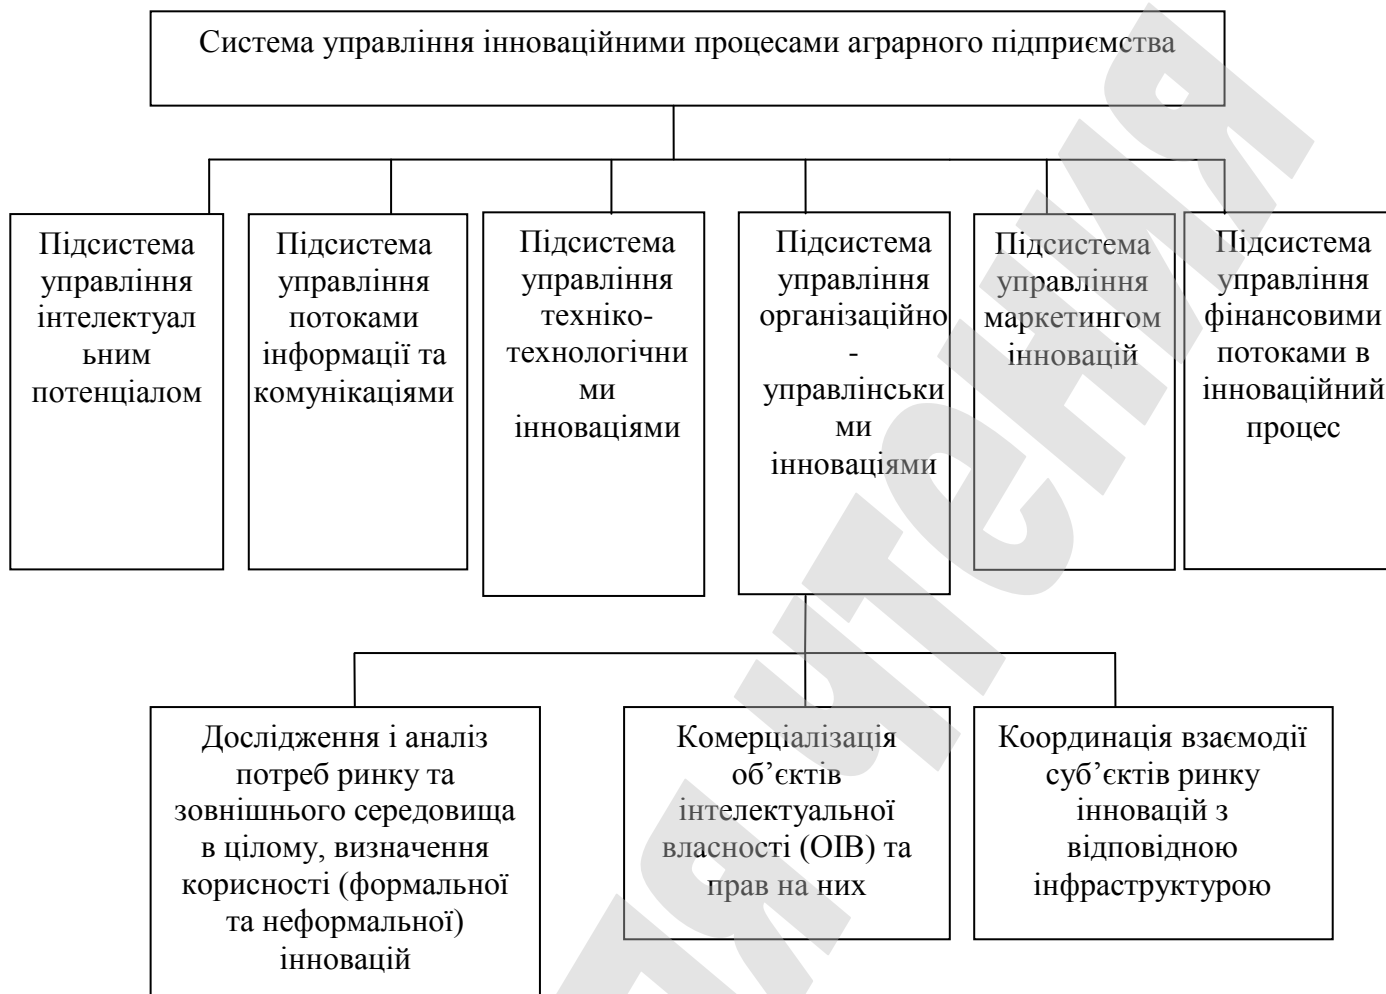 Система управління інноваційними процесами аграрного підприємства
Підсистема
управління
інтелектуал
ьним
потенціалом
Підсистема
управління
потоками
інформації та
комунікаціями
Підсистема
управління
техніко-
технологічни
ми
інноваціями
Підсистема
управління
організаційно
-
управлінськи
ми
інноваціями
Підсистема
управління
маркетингом
інновацій
Підсистема
управління
фінансовими
потоками в
інноваційний
процес
Дослідження і аналіз
потреб ринку та
зовнішнього середовища
в цілому, визначення
корисності (формальної
та неформальної)
інновацій
Комерціалізація
об’єктів
інтелектуальної
власності (ОІВ) та
прав на них
Координація взаємодії
суб’єктів ринку
інновацій з
відповідною
інфраструктурою
ля чтения